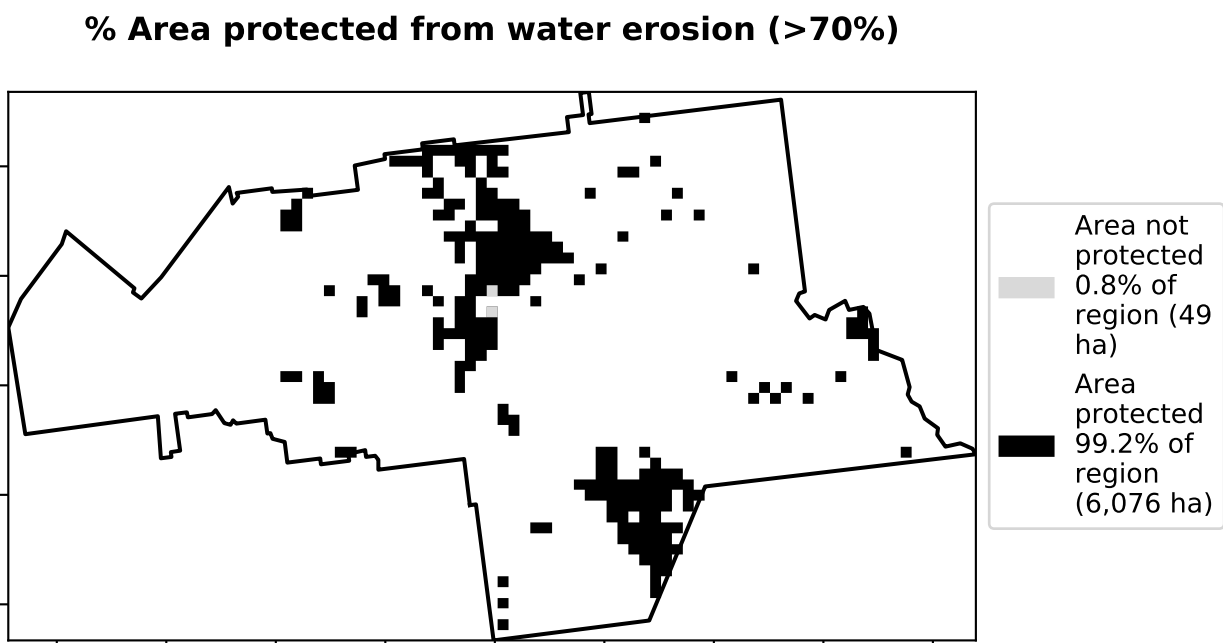 % Area protected from water erosion (>70%)
Area not
protected
0.8% of
region (49
ha)
Area
protected
99.2% of
region
(6,076 ha)